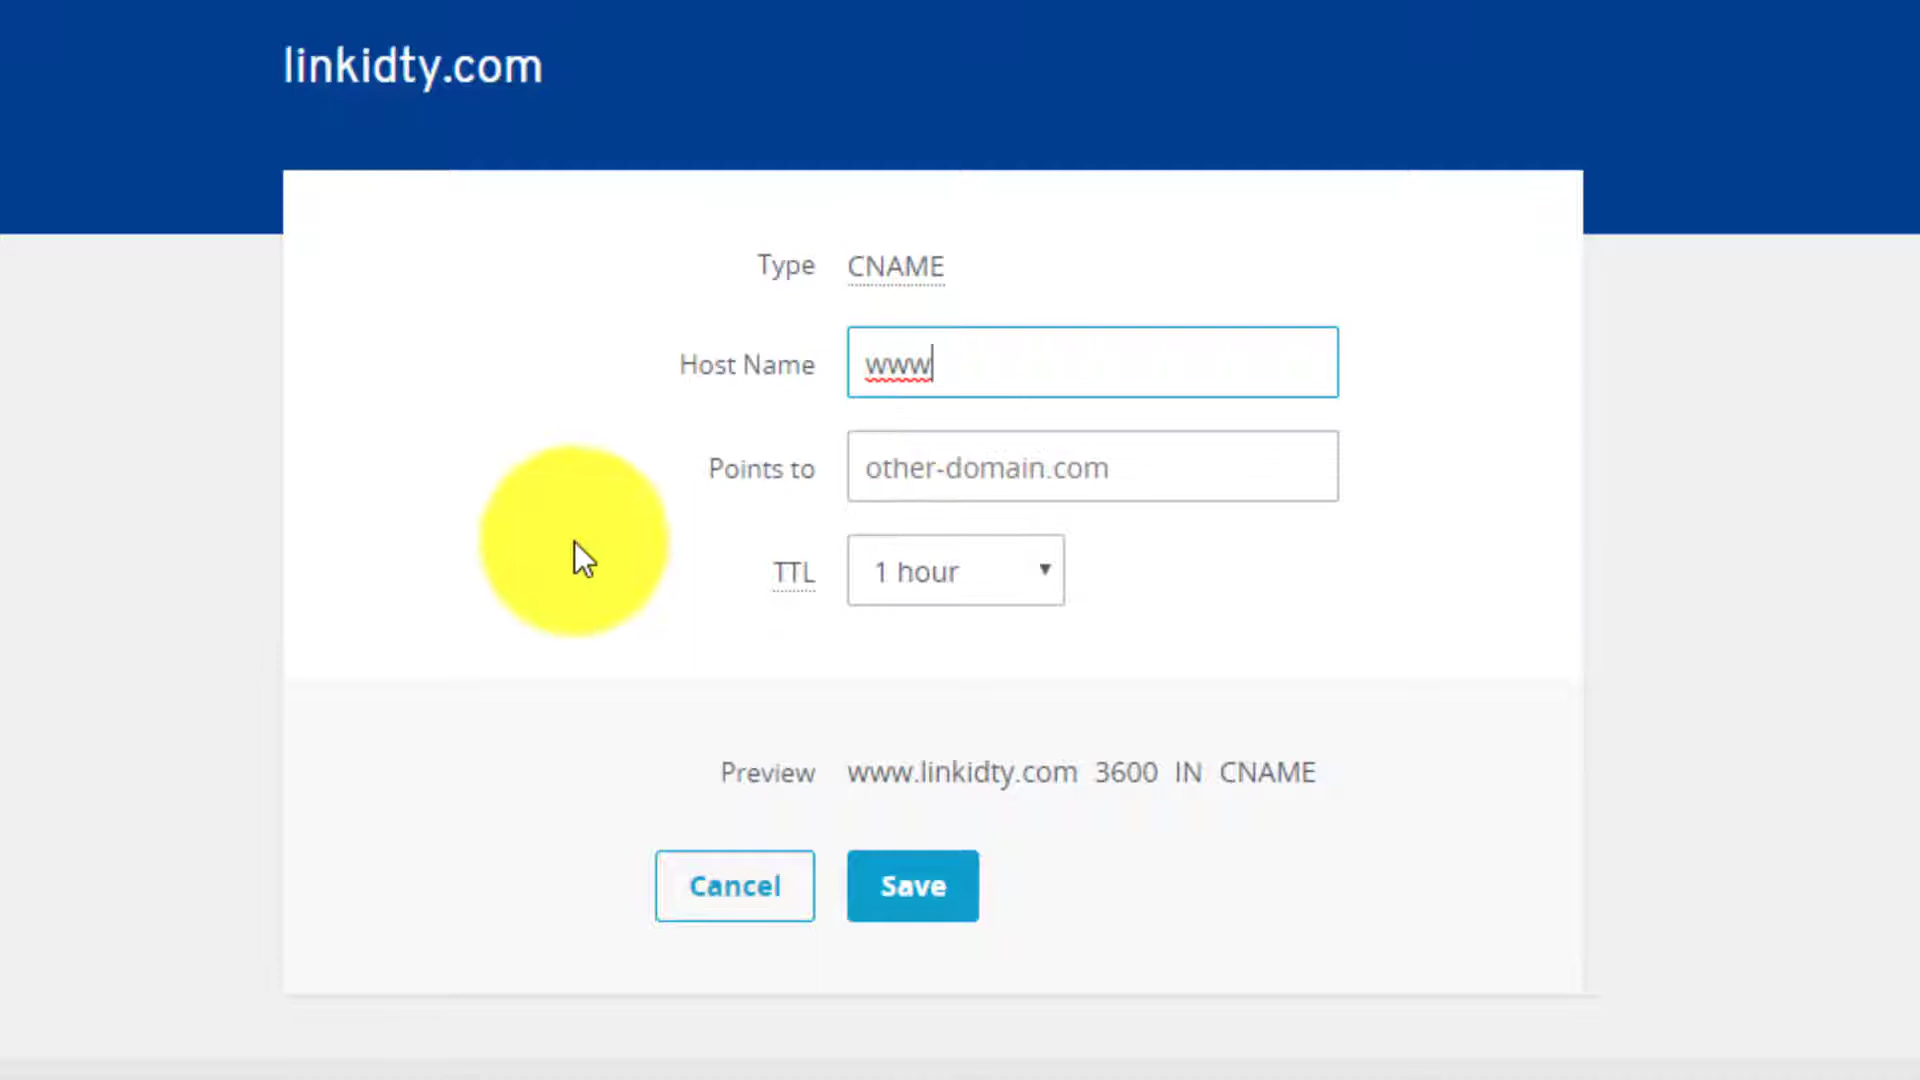 linkidty.com
Type CNAME
Host Name www
Points to other-domain.com
TTL 1 hour
Preview www.linkidty.com 3600 IN CNAME
Cancel Save